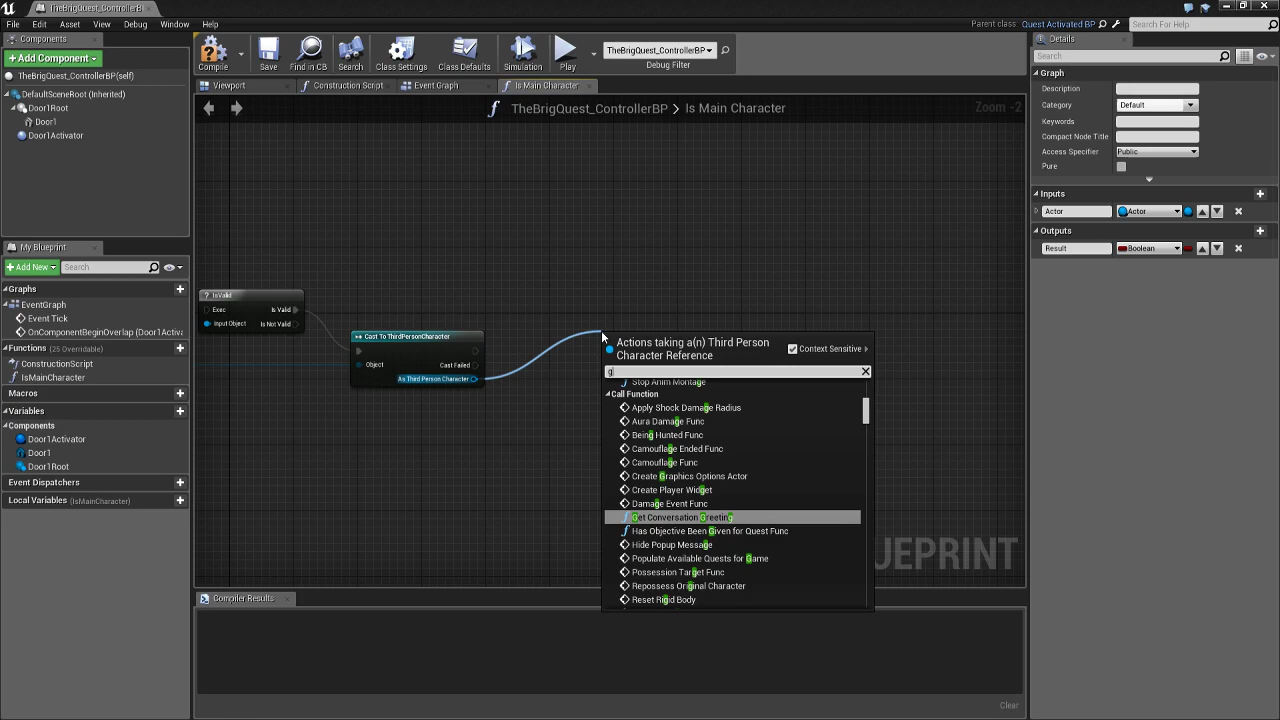 TheBrigQuest_ControllerBI
File Edit Asset View Debug Window Help
Parent class: Quest Activated BP
Search For Help
Components
Add Component
TheBrigQuest_ControllerBP(self)
DefaultSceneRoot (Inherited)
Door1Root
Door1
Door1Activator
My Blueprint
Add New
Search
Graphs
EventGraph
Event Tick
OnComponentBeginOverlap (Door1Activa
Functions (25 Overridable)
ConstructionScript
IsMainCharacter
Macros
Variables
Components
Door1Activator
Door1
Door1Root
Event Dispatchers
Local Variables (IsMainCharacter)
Compile
Save
Find in CB
Search
Class Settings
Class Defaults
Simulation
Play
TheBrigQuest_ControllerBP
Debug Filter
Viewport
Construction Script
Event Graph
Is Main Character
TheBrigQuest_ControllerBP > Is Main Character
Zoom -2
? IsValid
Exec Is Valid
Input Object Is Not Valid
Cast To ThirdPersonCharacter
Object Cast Failed
As Third Person Character
Actions taking a(n) Third Person
Character Reference
Context Sensitive
g
Stop Anim Montage
Call Function
Apply Shock Damage Radius
Aura Damage Func
Being Hunted Func
Camouflage Ended Func
Camouflage Func
Create Graphics Options Actor
Create Player Widget
Damage Event Func
Get Conversation Greeting
Has Objective Been Given for Quest Func
Hide Popup Message
Populate Available Quests for Game
Possession Target Func
Repossess Original Character
Reset Rigid Body
UEPRINT
Compiler Results
Clear
Details
Search
Graph
Description
Category Default
Keywords
Compact Node Title
Access Specifier Public
Pure
Inputs
Actor Actor
Outputs
Result Boolean